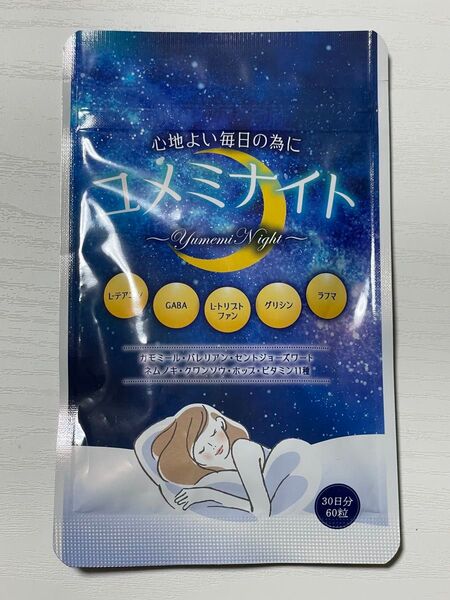 心地よい毎日の為に
ユメミナイト
～Yumemi Night～
L-テアニン
GABA
L-トリプト
ファン
グリシン
ラフマ
カモミール・バレリアン・セントジョーズワート
ネムノキ・クワンソウ・ホップ・ビタミン11種
30日分
60粒